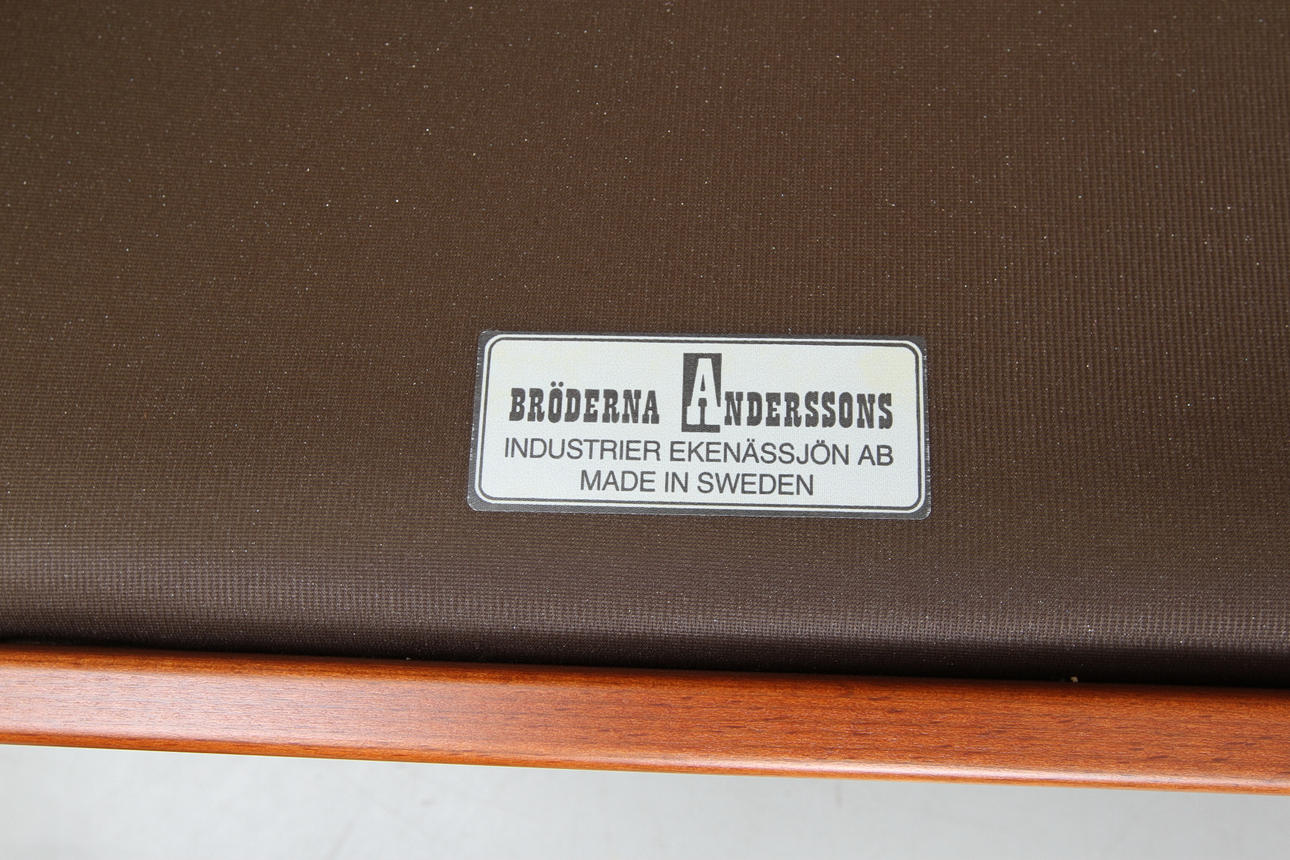 BRÖDERNA ANDERSSONS
INDUSTRIER EKENÄSSJÖN AB
MADE IN SWEDEN